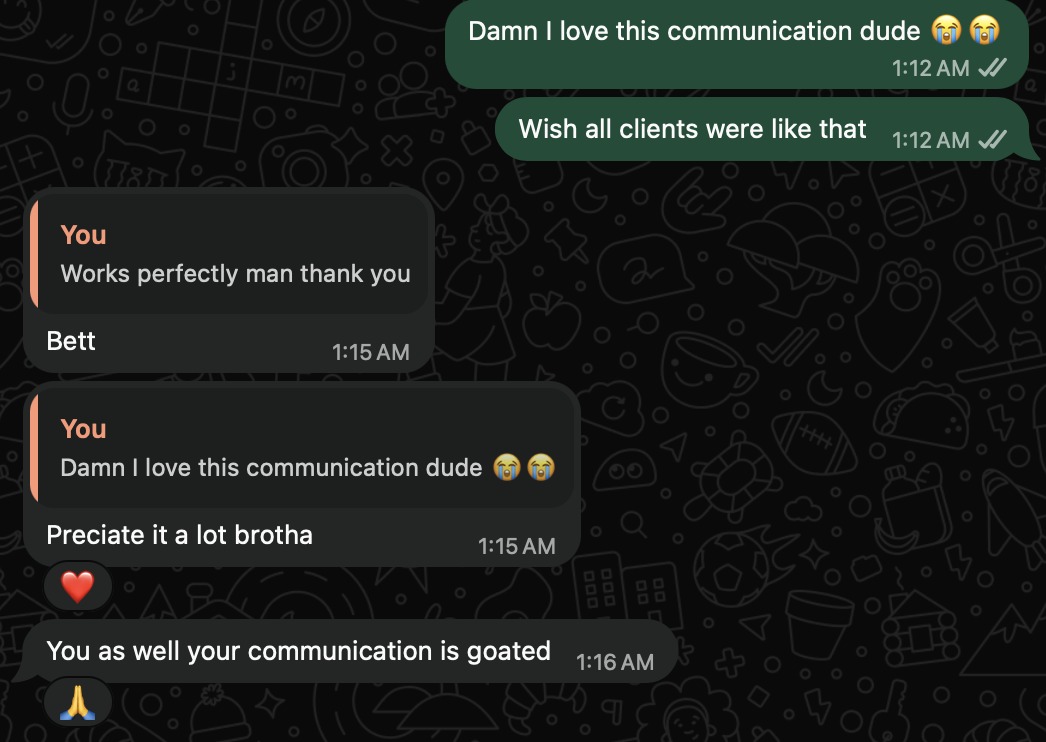 Damn I love this communication dude 😭😭
1:12 AM
Wish all clients were like that
1:12 AM
You
Works perfectly man thank you
Bett
1:15 AM
You
Damn I love this communication dude 😭😭
Preciate it a lot brotha
1:15 AM
❤️
You as well your communication is goated
1:16 AM
🙏